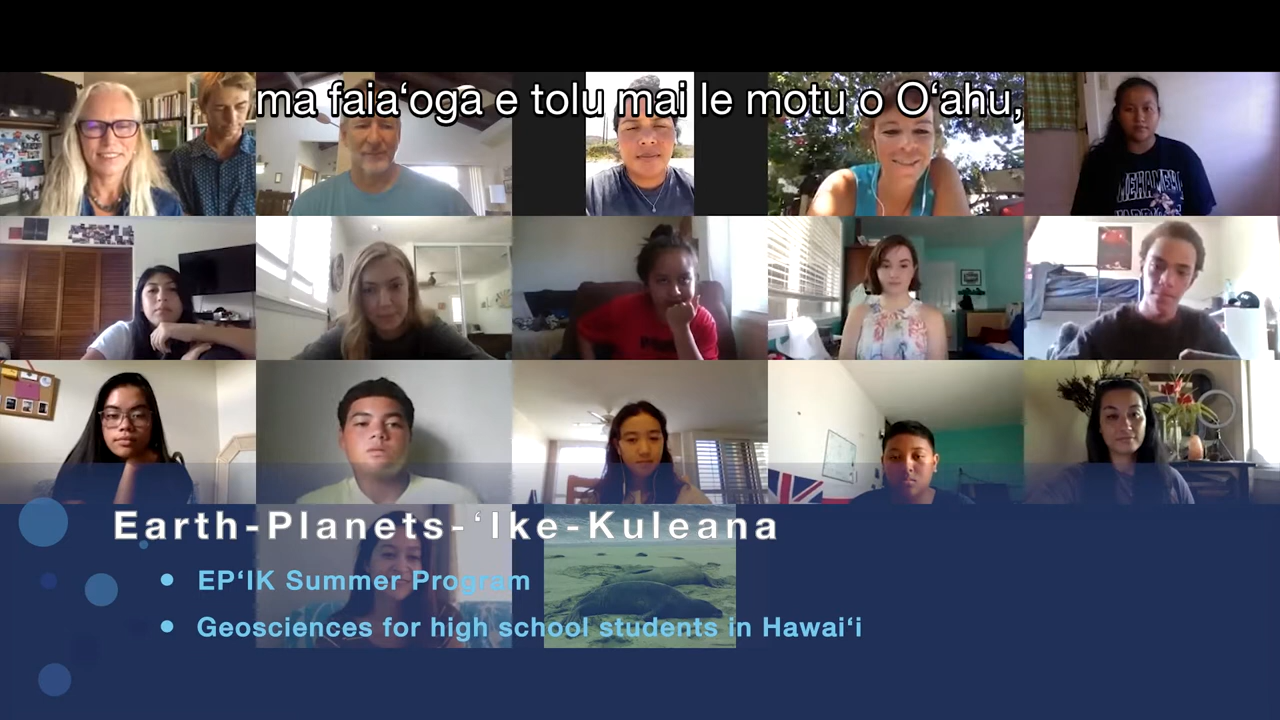 ma faia‘oga e tolu mai le motu o O‘ahu,
Earth-Planets-‘Ike-Kuleana
• EP‘IK Summer Program
• Geosciences for high school students in Hawai‘i